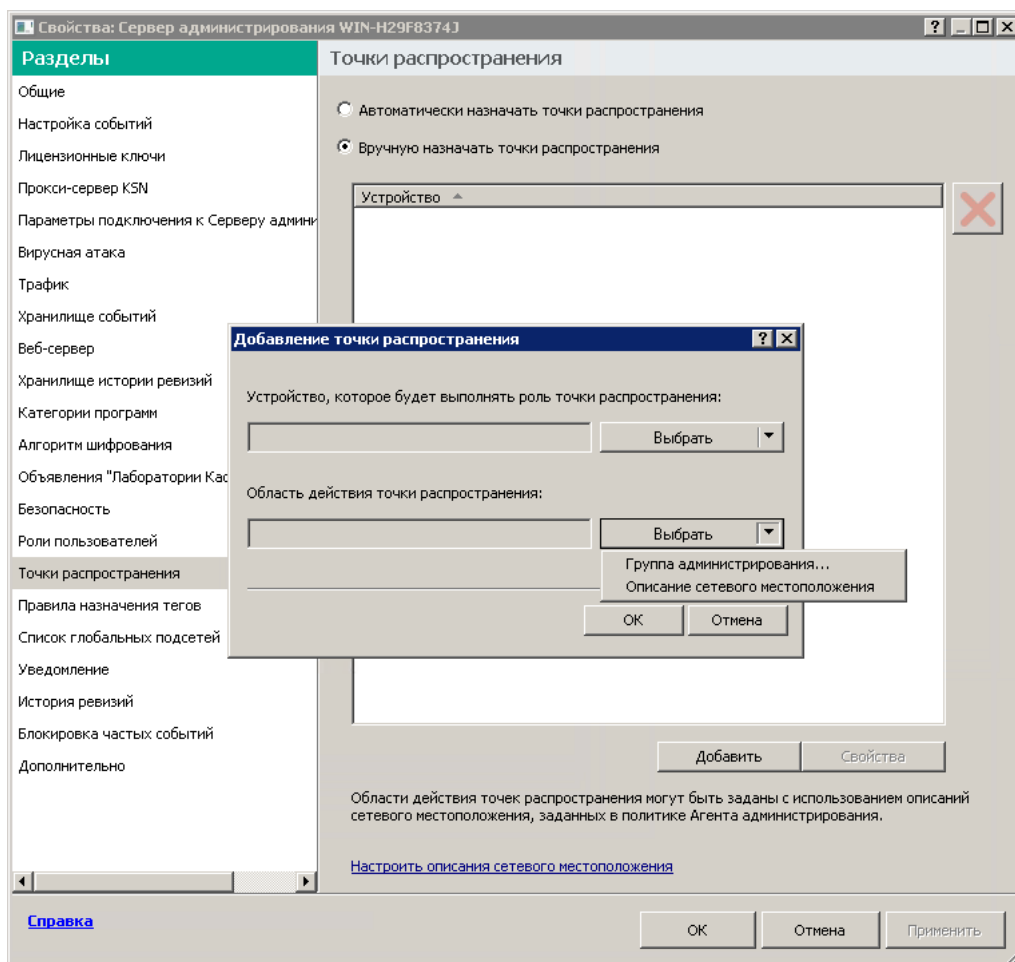 Свойства: Сервер администрирования WIN-H29F8374J
Разделы
Общие
Настройка событий
Лицензионные ключи
Прокси-сервер KSN
Параметры подключения к Серверу админи
Вирусная атака
Трафик
Хранилище событий
Веб-сервер
Хранилище истории ревизий
Категории программ
Алгоритм шифрования
Объявления "Лаборатории Кас
Безопасность
Роли пользователей
Точки распространения
Правила назначения тегов
Список глобальных подсетей
Уведомление
История ревизий
Блокировка частых событий
Дополнительно
Точки распространения
Автоматически назначать точки распространения
Вручную назначать точки распространения
Устройство
Добавление точки распространения
Устройство, которое будет выполнять роль точки распространения:
Выбрать
Область действия точки распространения:
Выбрать
Группа администрирования...
Описание сетевого местоположения
ОК Отмена
Добавить Свойства
Области действия точек распространения могут быть заданы с использованием описаний
сетевого местоположения, заданных в политике Агента администрирования.
Настроить описания сетевого местоположения
Справка
ОК Отмена Применить